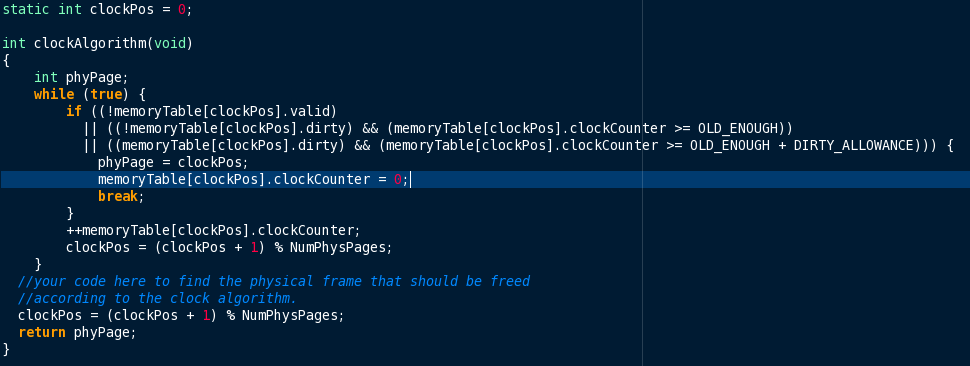 static int clockPos = 0;
int clockAlgorithm(void)
{
    int phyPage;
    while (true) {
        if ((!memoryTable[clockPos].valid)
          || ((!memoryTable[clockPos].dirty) && (memoryTable[clockPos].clockCounter >= OLD_ENOUGH))
          || ((memoryTable[clockPos].dirty) && (memoryTable[clockPos].clockCounter >= OLD_ENOUGH + DIRTY_ALLOWANCE))) {
            phyPage = clockPos;
            memoryTable[clockPos].clockCounter = 0;
            break;
        }
        ++memoryTable[clockPos].clockCounter;
        clockPos = (clockPos + 1) % NumPhysPages;
    }
  //your code here to find the physical frame that should be freed
  //according to the clock algorithm.
  clockPos = (clockPos + 1) % NumPhysPages;
  return phyPage;
}